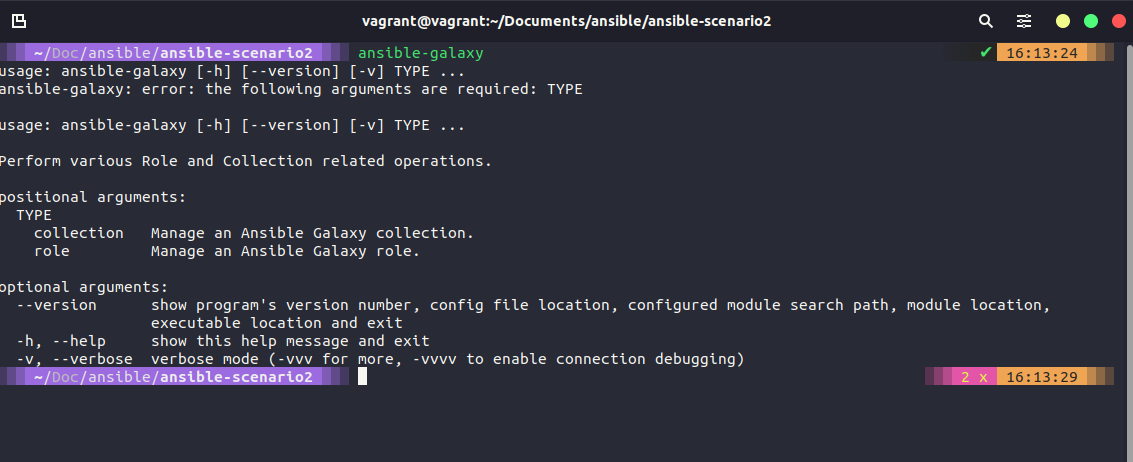 vagrant@vagrant:~/Documents/ansible/ansible-scenario2
~/Doc/ansible/ansible-scenario2 ansible-galaxy ✔ 16:13:24
usage: ansible-galaxy [-h] [--version] [-v] TYPE ...
ansible-galaxy: error: the following arguments are required: TYPE
usage: ansible-galaxy [-h] [--version] [-v] TYPE ...
Perform various Role and Collection related operations.
positional arguments:
TYPE
collection Manage an Ansible Galaxy collection.
role Manage an Ansible Galaxy role.
optional arguments:
--version show program's version number, config file location, configured module search path, module location,
executable location and exit
-h, --help show this help message and exit
-v, --verbose verbose mode (-vvv for more, -vvvv to enable connection debugging)
~/Doc/ansible/ansible-scenario2 2 x 16:13:29